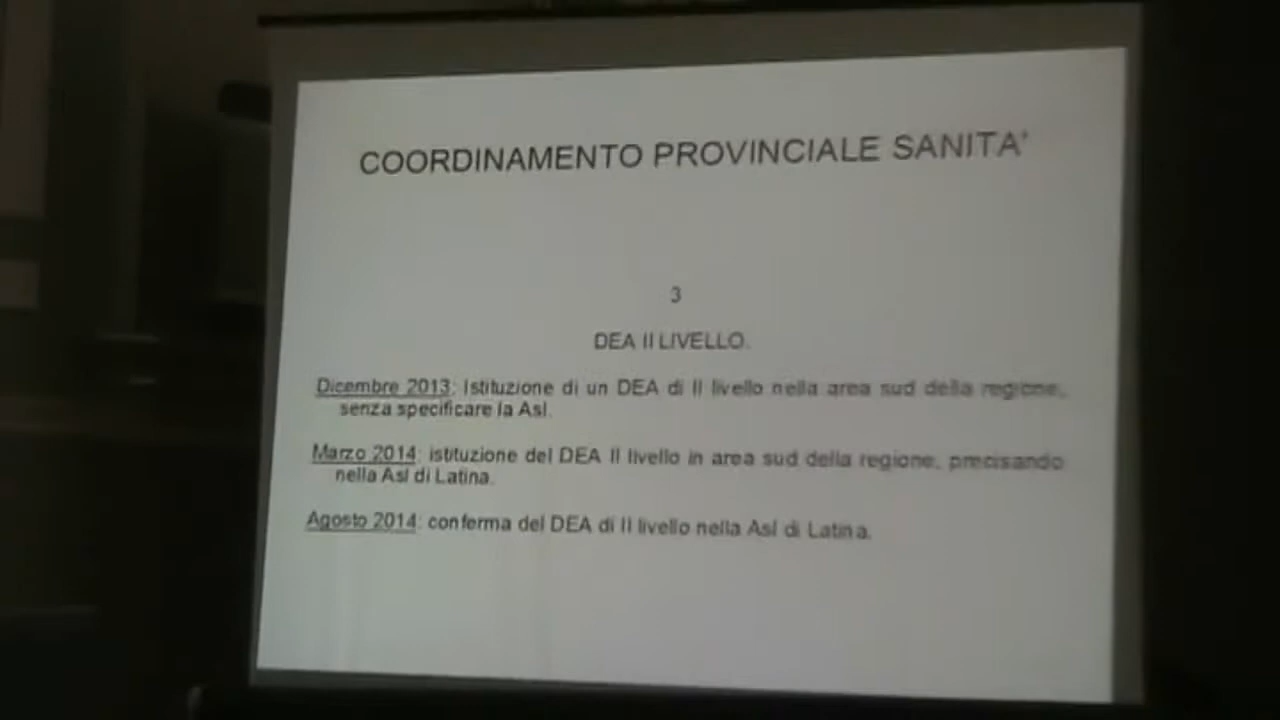 COORDINAMENTO PROVINCIALE SANITA'
3
DEA II LIVELLO.
Dicembre 2013: Istituzione di un DEA di II livello nella area sud della regione,
senza specificare la Asl.
Marzo 2014: istituzione del DEA II livello in area sud della regione, precisando
nella Asl di Latina.
Agosto 2014: conferma del DEA di II livello nella Asl di Latina.